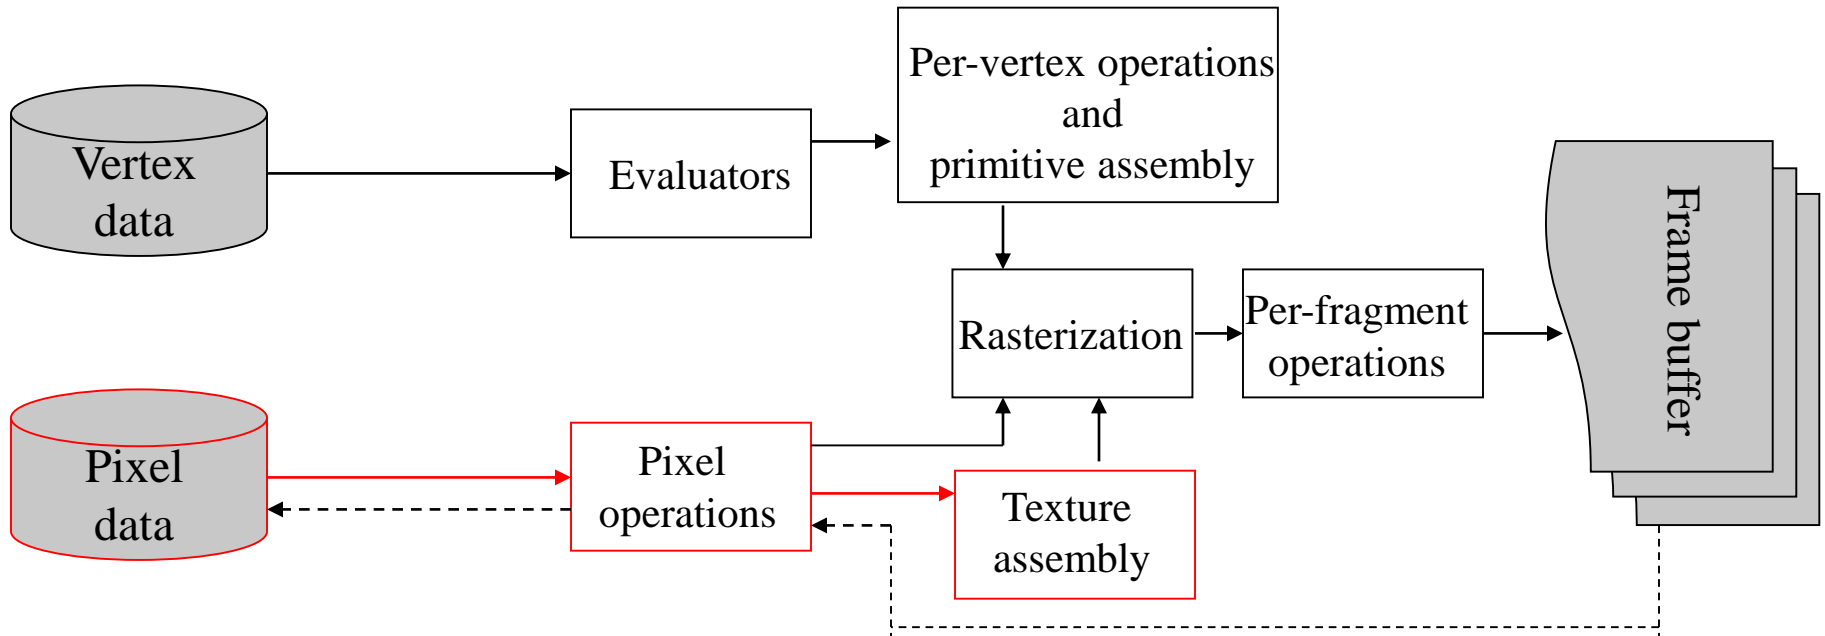 Vertex
data
Evaluators
Per-vertex operations
and
primitive assembly
Rasterization
Per-fragment
operations
Frame buffer
Pixel
data
Pixel
operations
Texture
assembly